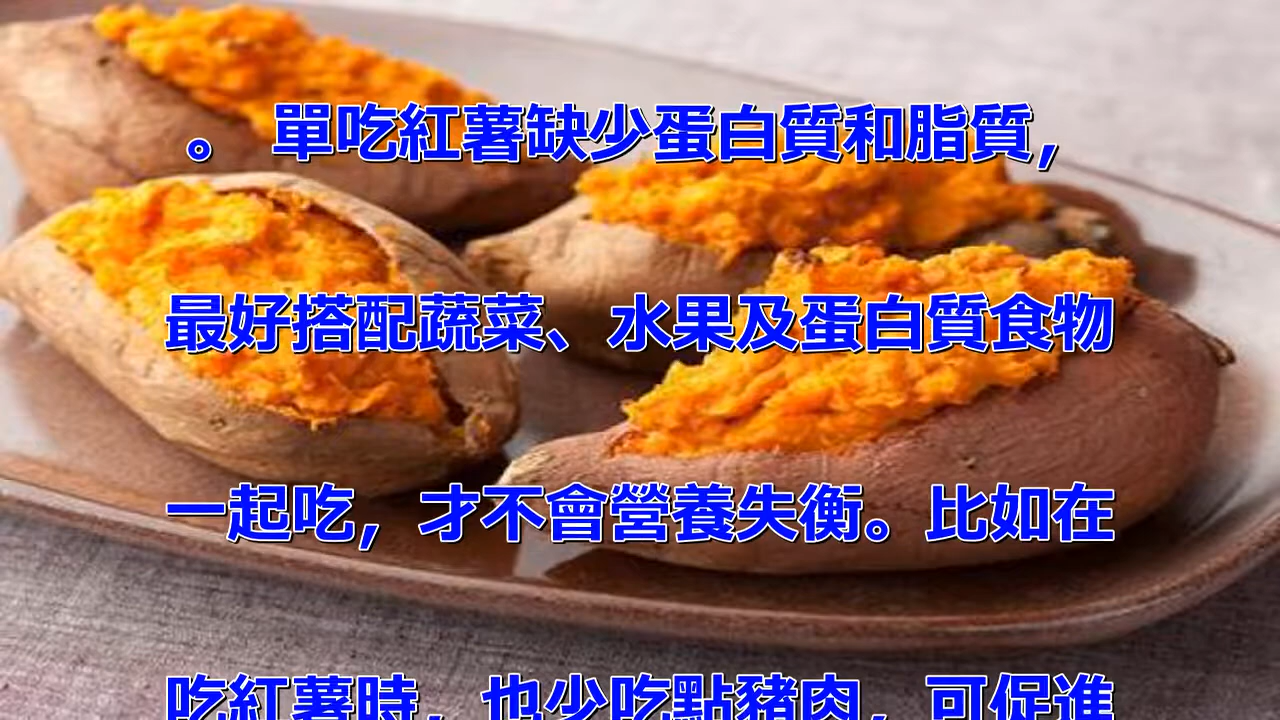 。 單吃紅薯缺少蛋白質和脂質，
最好搭配蔬菜、水果及蛋白質食物
一起吃，才不會營養失衡。比如在
吃紅薯時，也少吃點豬肉，可促進